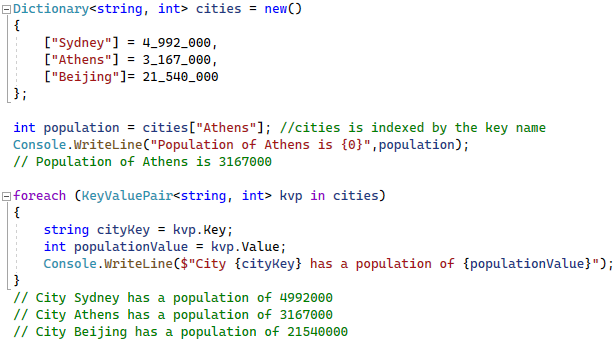 Dictionary<string, int> cities = new()
{
    ["Sydney"] = 4_992_000,
    ["Athens"] = 3_167_000,
    ["Beijing"]= 21_540_000
};

int population = cities["Athens"]; //cities is indexed by the key name
Console.WriteLine("Population of Athens is {0}",population);
// Population of Athens is 3167000

foreach (KeyValuePair<string, int> kvp in cities)
{
    string cityKey = kvp.Key;
    int populationValue = kvp.Value;
    Console.WriteLine($"City {cityKey} has a population of {populationValue}");
}
// City Sydney has a population of 4992000
// City Athens has a population of 3167000
// City Beijing has a population of 21540000